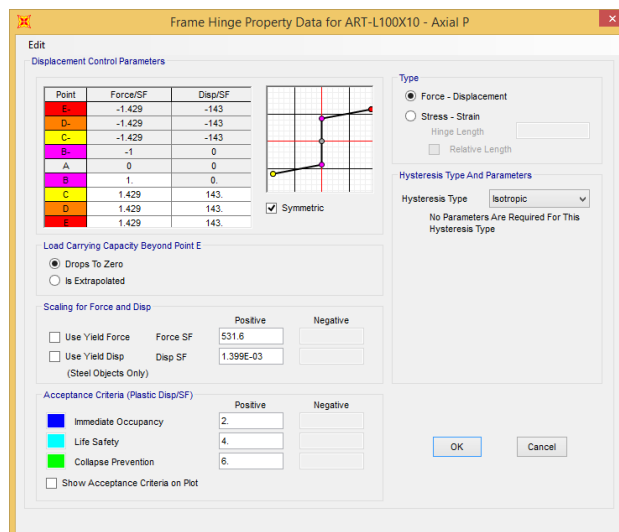 Frame Hinge Property Data for ART-L100X10 - Axial P
Edit
Displacement Control Parameters
Point Force/SF Disp/SF
E- -1.429 -143
D- -1.429 -143
C- -1.429 -143
B- -1 0
A 0 0
B 1. 0.
C 1.429 143.
D 1.429 143.
E 1.429 143.
Symmetric
Load Carrying Capacity Beyond Point E
Drops To Zero
Is Extrapolated
Scaling for Force and Disp
Positive Negative
Use Yield Force Force SF 531.6
Use Yield Disp Disp SF 1.399E-03
(Steel Objects Only)
Acceptance Criteria (Plastic Disp/SF)
Positive Negative
Immediate Occupancy 2.
Life Safety 4.
Collapse Prevention 6.
Show Acceptance Criteria on Plot
Type
Force - Displacement
Stress - Strain
Hinge Length
Relative Length
Hysteresis Type And Parameters
Hysteresis Type Isotropic
No Parameters Are Required For This
Hysteresis Type
OK Cancel